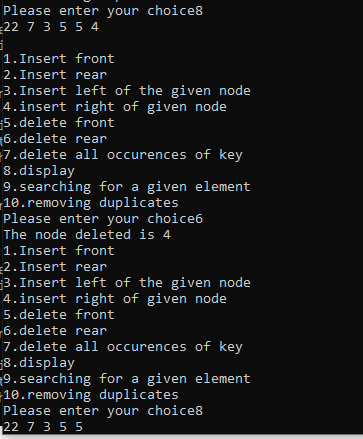 Please enter your choice8
22 7 3 5 5 4
1.Insert front
2.Insert rear
3.Insert left of the given node
4.insert right of given node
5.delete front
6.delete rear
7.delete all occurences of key
8.display
9.searching for a given element
10.removing duplicates
Please enter your choice6
The node deleted is 4
1.Insert front
2.Insert rear
3.Insert left of the given node
4.insert right of given node
5.delete front
6.delete rear
7.delete all occurences of key
8.display
9.searching for a given element
10.removing duplicates
Please enter your choice8
22 7 3 5 5